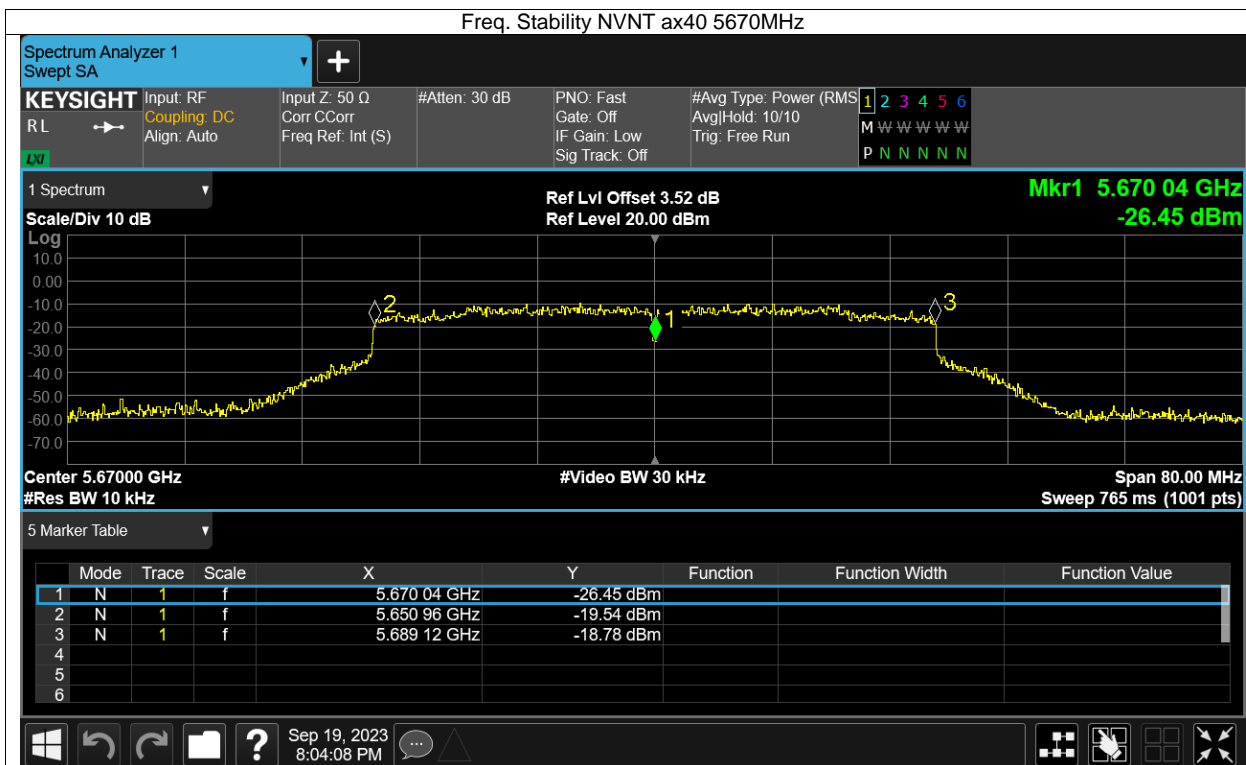 Freq. Stability NVNT ax40 5670MHz
Spectrum Analyzer 1
Swept SA
KEYSIGHT Input: RF Input Z: 50 Ω #Atten: 30 dB PNO: Fast #Avg Type: Power (RMS 1 2 3 4 5 6
RL Coupling: DC Corr CCorr Gate: Off Avg|Hold: 10/10 M W W W W W
Align: Auto Freq Ref: Int (S) IF Gain: Low Trig: Free Run
LXI Sig Track: Off P N N N N N
1 Spectrum Ref Lvl Offset 3.52 dB Mkr1 5.670 04 GHz
Scale/Div 10 dB Ref Level 20.00 dBm -26.45 dBm
Log
10.0
0.00
-10.0 2 3
-20.0 1
-30.0
-40.0
-50.0
-60.0
-70.0
Center 5.67000 GHz #Video BW 30 kHz Span 80.00 MHz
#Res BW 10 kHz Sweep 765 ms (1001 pts)
5 Marker Table
Mode Trace Scale X Y Function Function Width Function Value
1 N 1 f 5.670 04 GHz -26.45 dBm
2 N 1 f 5.650 96 GHz -19.54 dBm
3 N 1 f 5.689 12 GHz -18.78 dBm
4
5
6
? Sep 19, 2023
8:04:08 PM